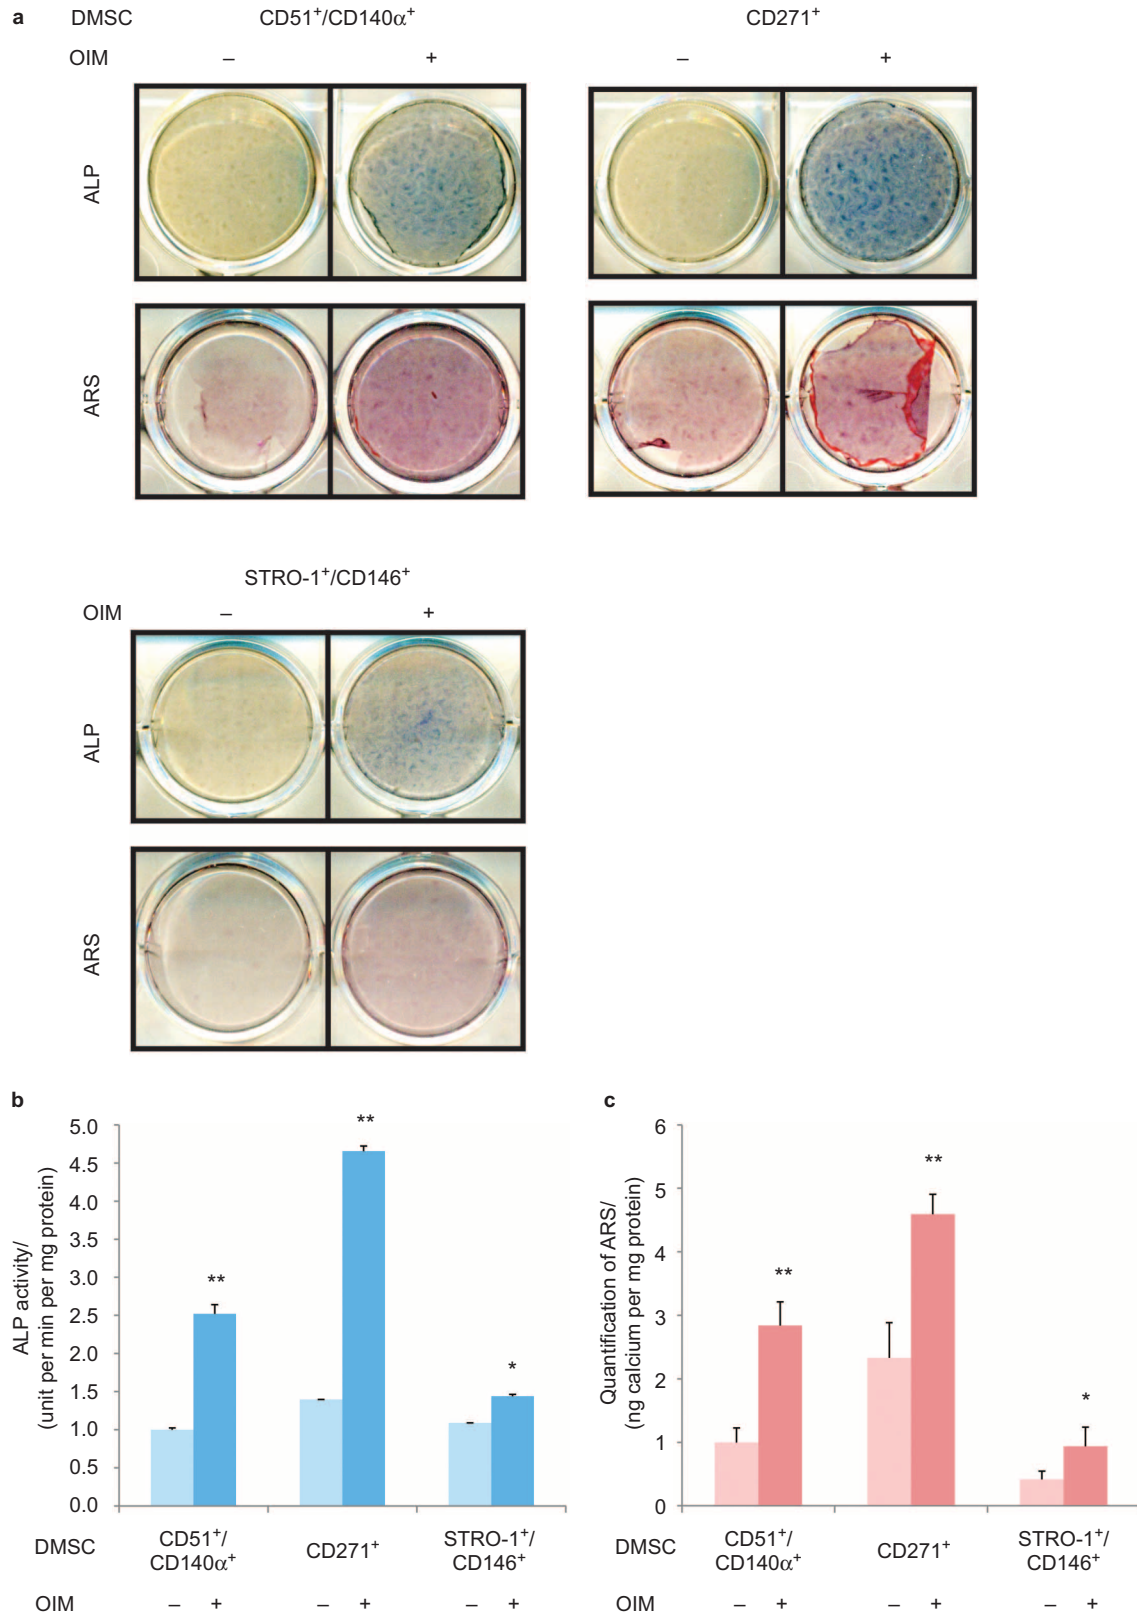 a
DMSC CD51⁺/CD140α⁺ CD271⁺
OIM – + – +
ALP
ARS
STRO-1⁺/CD146⁺
OIM – +
ALP
ARS
b
ALP activity/
(unit per min per mg protein)
5.0
4.5
4.0
3.5
3.0
2.5
2.0
1.5
1.0
0.5
0.0
**
**
*
DMSC CD51⁺/ CD140α⁺ CD271⁺ STRO-1⁺/ CD146⁺
OIM – + – + – +
c
Quantification of ARS/
(ng calcium per mg protein)
6
5
4
3
2
1
0
**
**
*
DMSC CD51⁺/ CD140α⁺ CD271⁺ STRO-1⁺/ CD146⁺
OIM – + – + – +